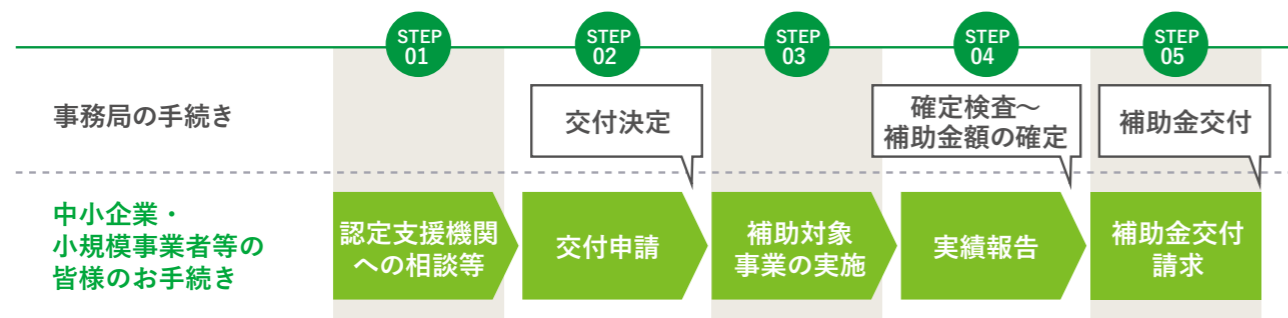 STEP
01
STEP
02
STEP
03
STEP
04
STEP
05
事務局の手続き
交付決定
確定検査～
補助金額の確定
補助金交付
中小企業・
小規模事業者等の
皆様のお手続き
認定支援機関
への相談等
交付申請
補助対象
事業の実施
実績報告
補助金交付
請求